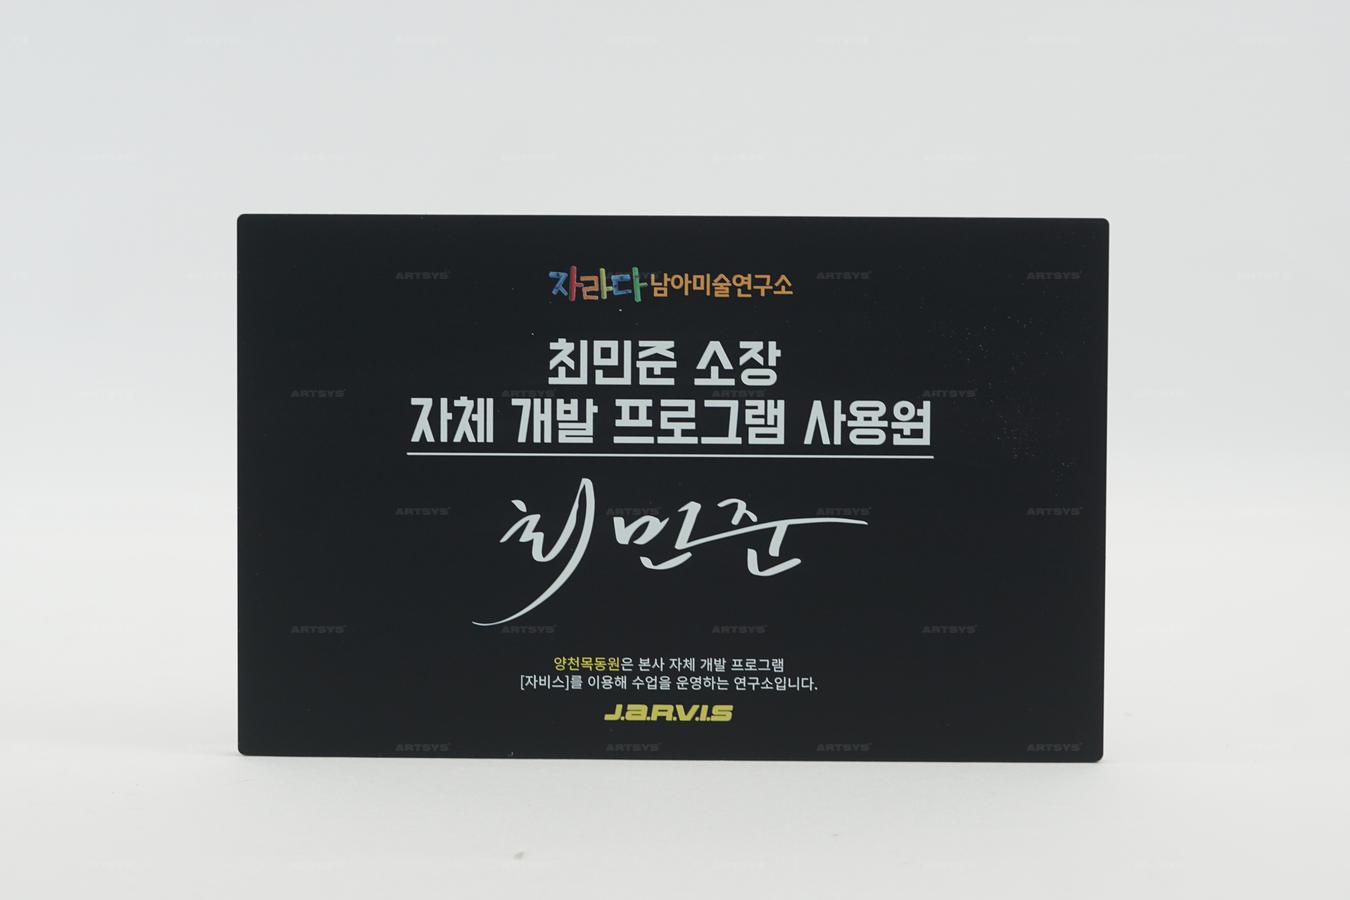 자라다 남아미술연구소
최민준 소장
자체 개발 프로그램 사용원
최민준
양천목동원은 본사 자체 개발 프로그램
[자비스]를 이용해 수업을 운영하는 연구소입니다.
J.a.R.V.I.S
ARTSYS